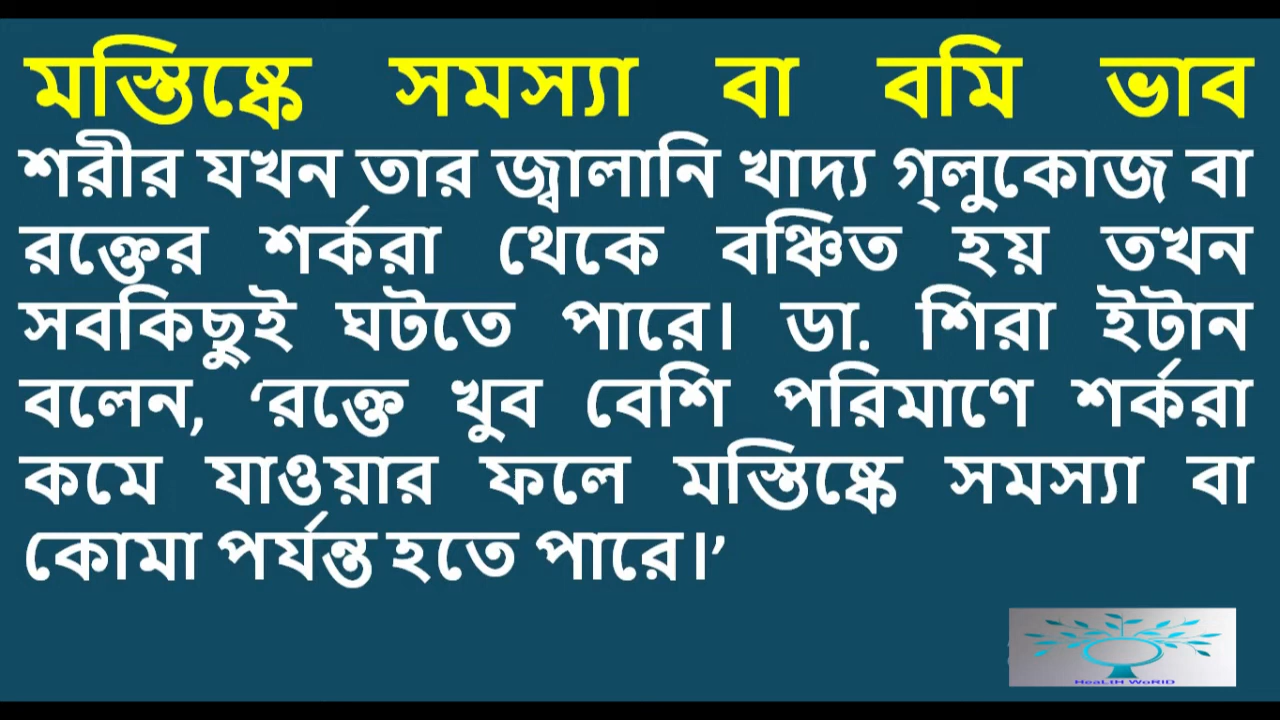 মস্তিষ্কে সমস্যা বা বমি ভাব
শরীর যখন তার জ্বালানি খাদ্য গ্লুকোজ বা
রক্তের শর্করা থেকে বঞ্চিত হয় তখন
সবকিছুই ঘটতে পারে। ডা. শিরা ইটান
বলেন, ‘রক্তে খুব বেশি পরিমাণে শর্করা
কমে যাওয়ার ফলে মস্তিষ্কে সমস্যা বা
কোমা পর্যন্ত হতে পারে।’
HeaLtH WoRlD